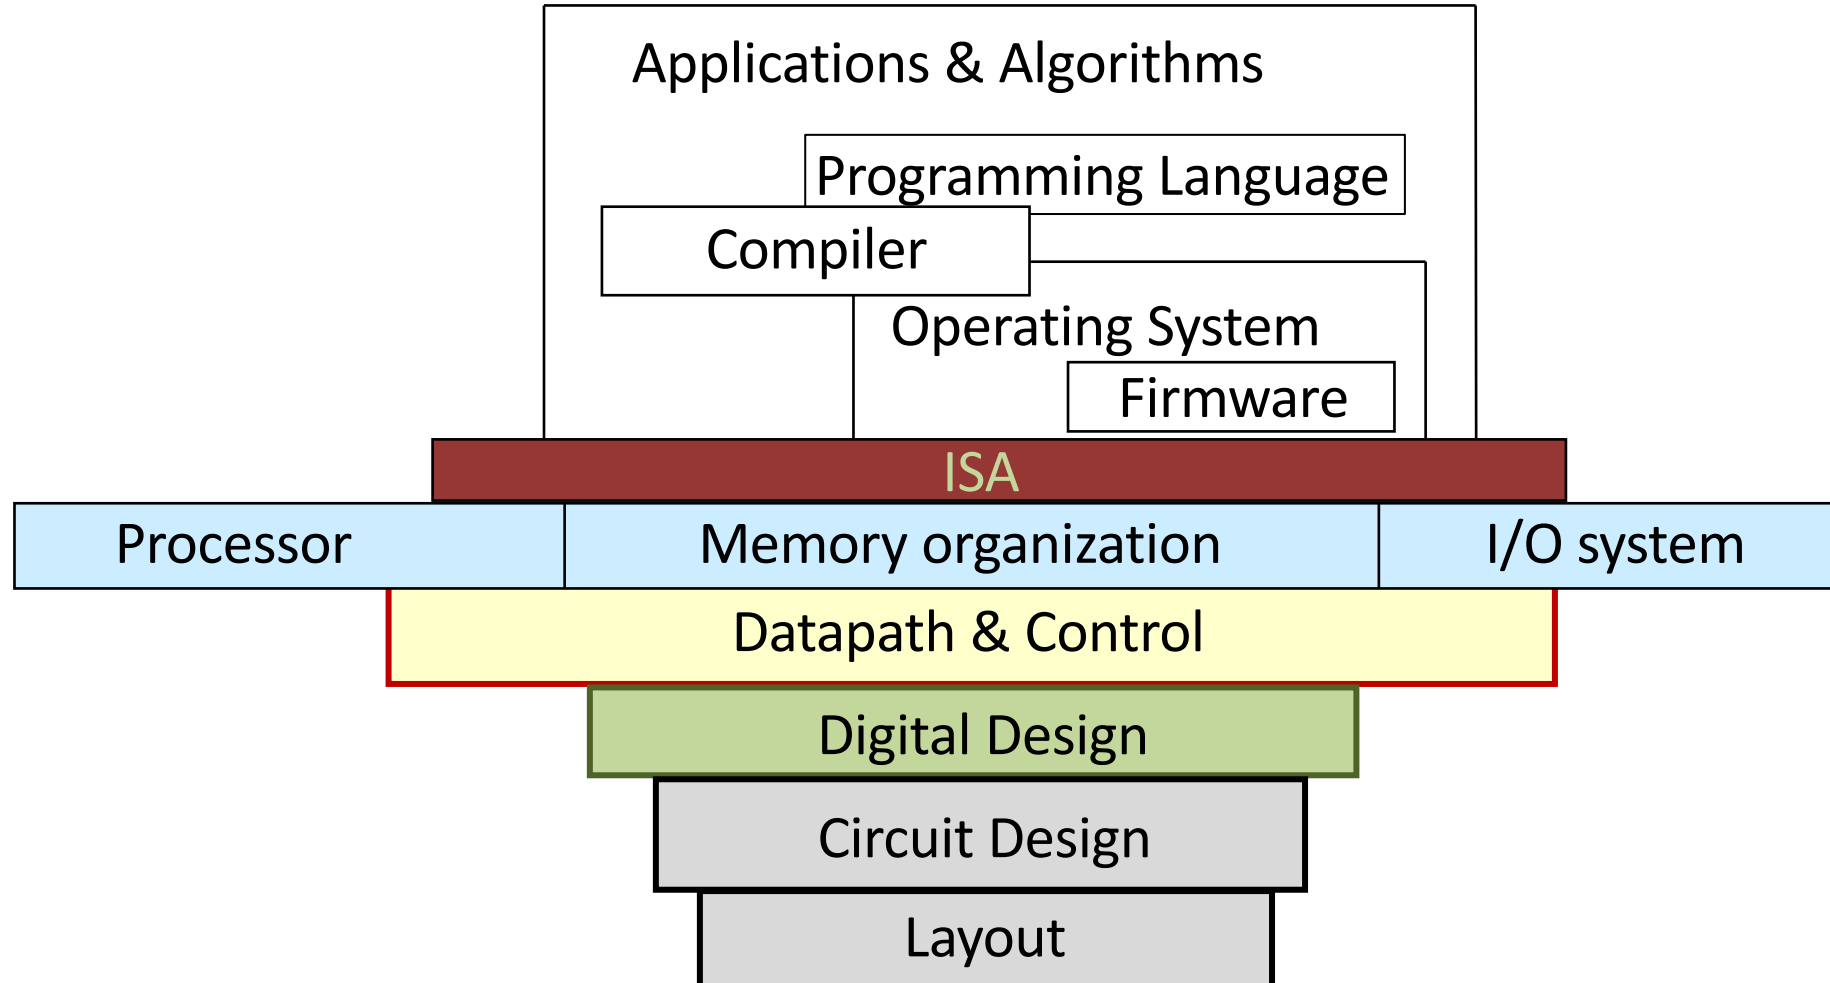 Applications & Algorithms
Programming Language
Compiler
Operating System
Firmware
ISA
Processor
Memory organization
I/O system
Datapath & Control
Digital Design
Circuit Design
Layout